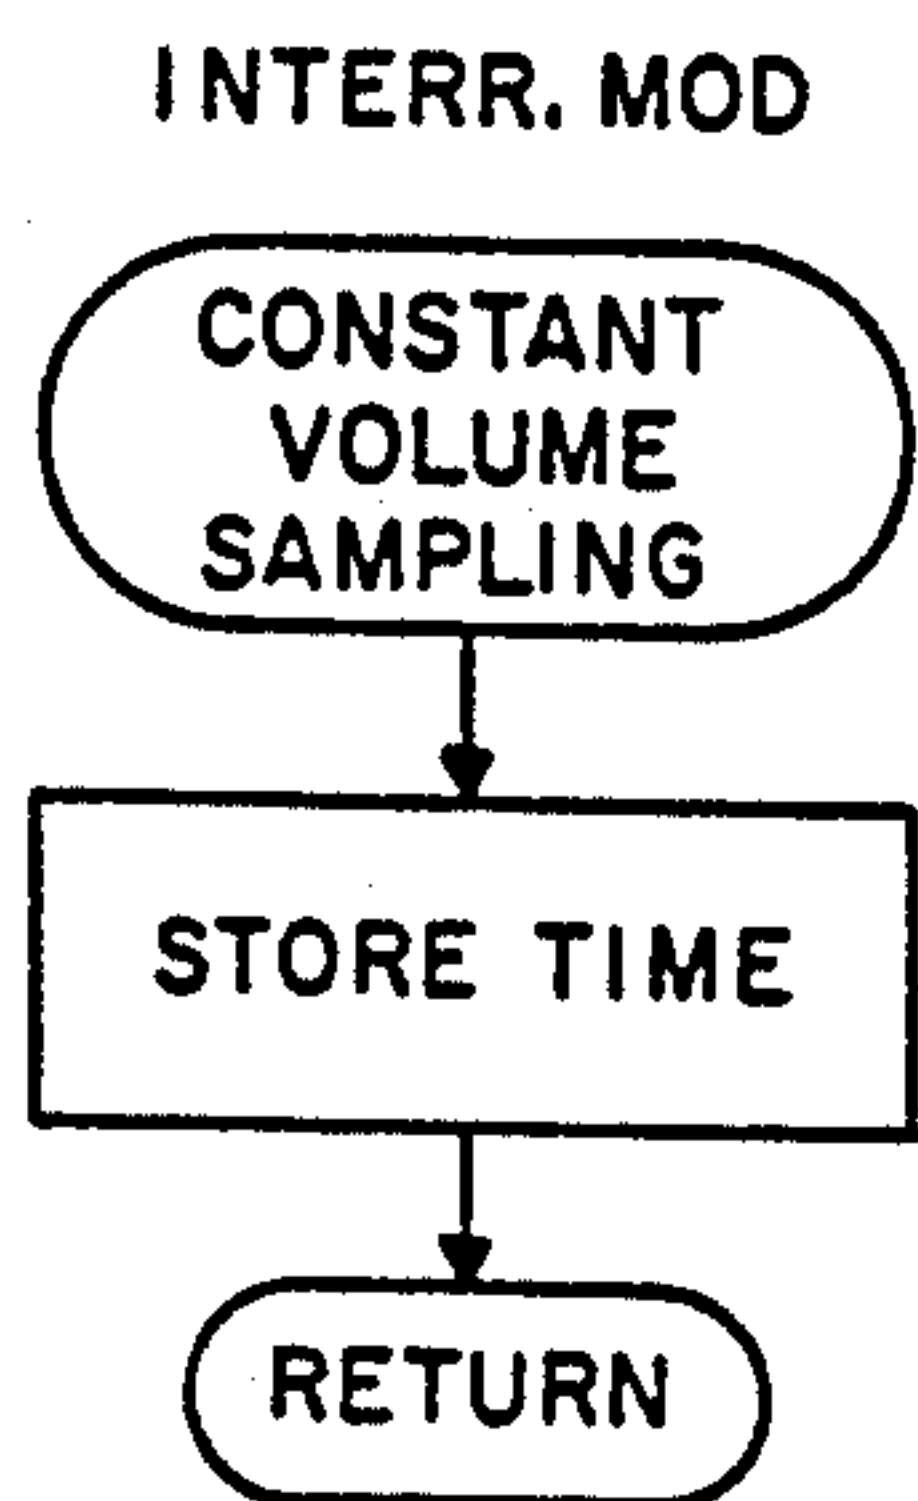 INTERR. MOD
CONSTANT
VOLUME
SAMPLING
STORE TIME
RETURN